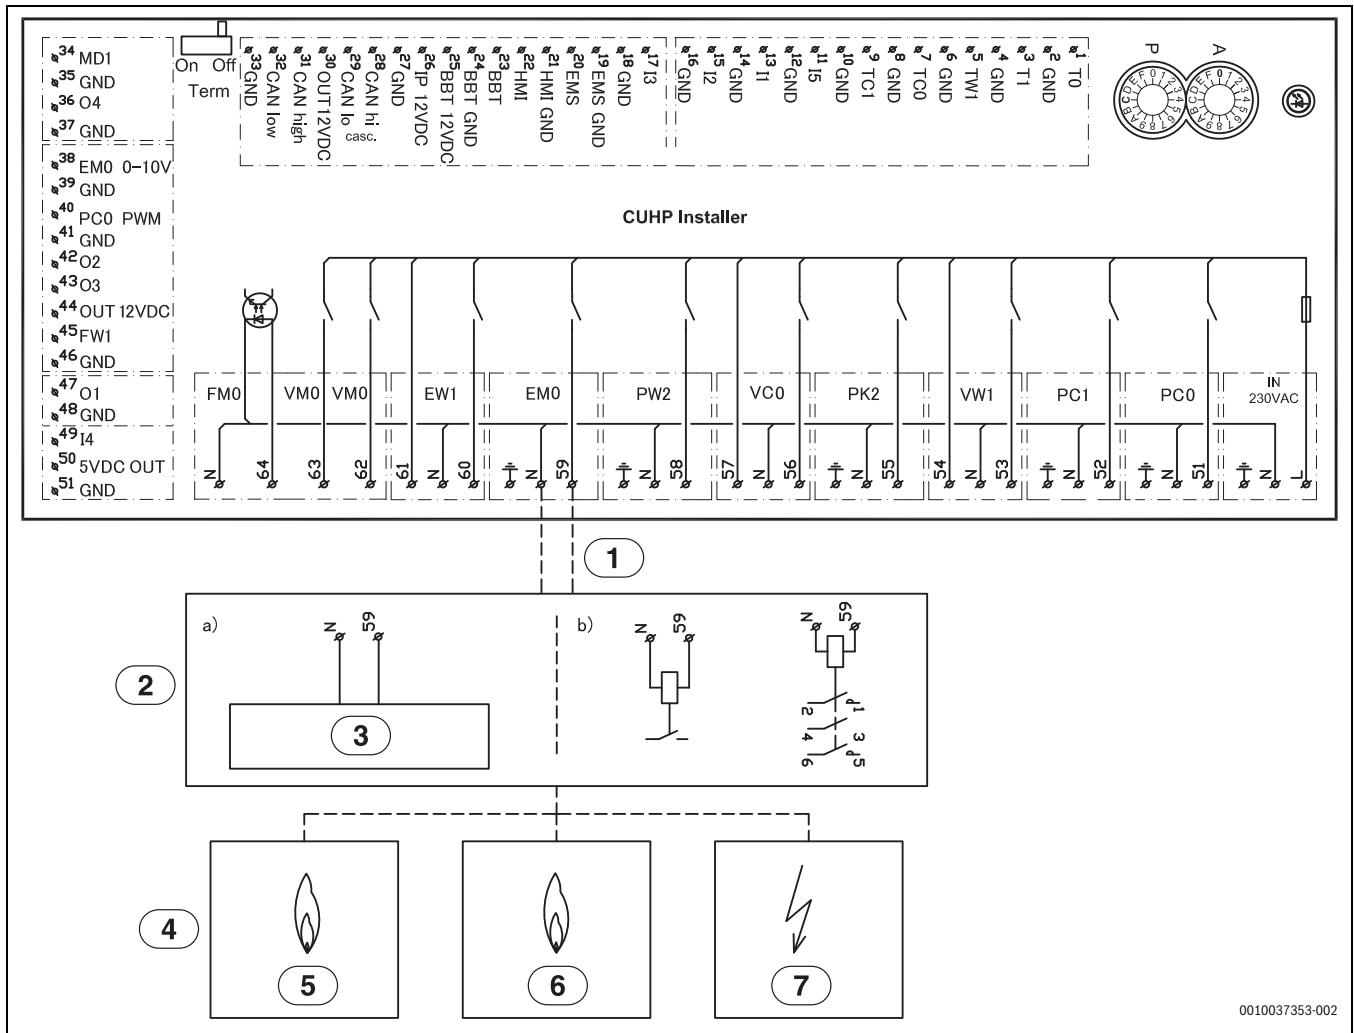 34 MD1
35 GND
36 O4
37 GND
38 EM0 0-10V
39 GND
40 PC0 PWM
41 GND
42 O2
43 O3
44 OUT 12VDC
45 FW1
46 GND
47 O1
48 GND
49 I4
50 5VDC OUT
51 GND
On Off
Term
33 GND
32 CAN low
31 CAN high
30 OUT12VDC
29 CAN lo
28 CAN hi
casc.
27 GND
26 IP 12VDC
25 BBT 12VDC
24 BBT GND
23 BBT
22 HMI
21 HMI GND
20 EMS
19 EMS GND
18 GND
17 I3
16 GND
15 I2
14 GND
13 I1
12 GND
11 I5
10 GND
9 TC1
8 GND
7 TC0
6 GND
5 TW1
4 GND
3 T1
2 GND
1 T0
P A
0123456789ABCDEF
0123456789ABCDEF
CUHP Installer
FM0 VM0 VM0 EW1 EM0 PW2 VC0 PK2 VW1 PC1 PC0 IN
230VAC
N 64 63 62 61 N 60 N 59 N 58 57 N 56 N 55 54 N 53 N 52 N 51 N L
1
a) N 59
b) N 59
N 59
2
3
2 1
4 3
6 5
4
5
6
7
0010037353-002